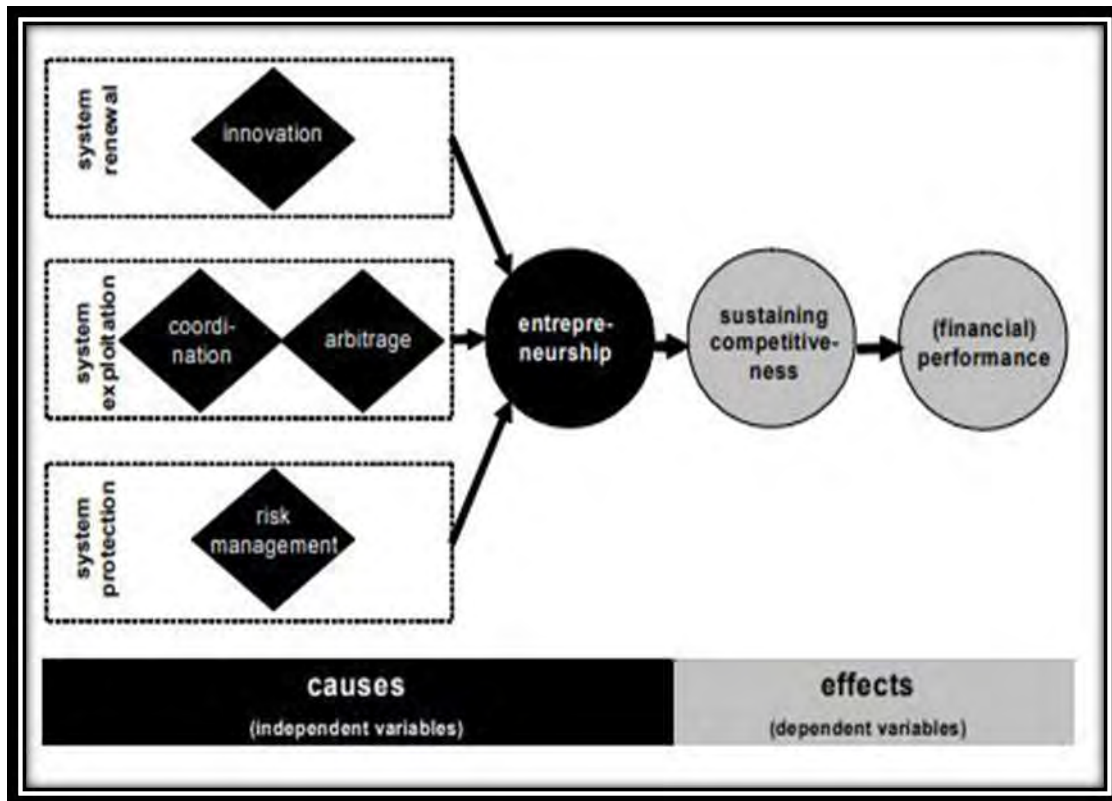 system
renewal
innovation
system
exploitation
coordi-
nation
arbitrage
system
protection
risk
management
entrepre-
neurship
sustaining
competitive-
ness
(financial)
performance
causes
(independent variables)
effects
(dependent variables)